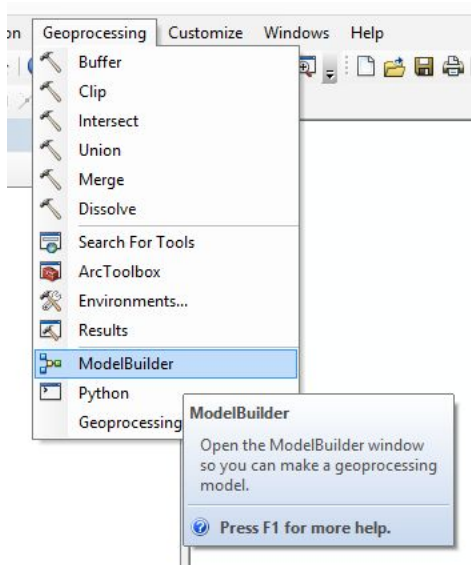 on Geoprocessing Customize Windows Help
Buffer
Clip
Intersect
Union
Merge
Dissolve
Search For Tools
ArcToolbox
Environments...
Results
ModelBuilder
Python
Geoprocessing
ModelBuilder
Open the ModelBuilder window
so you can make a geoprocessing
model.
Press F1 for more help.